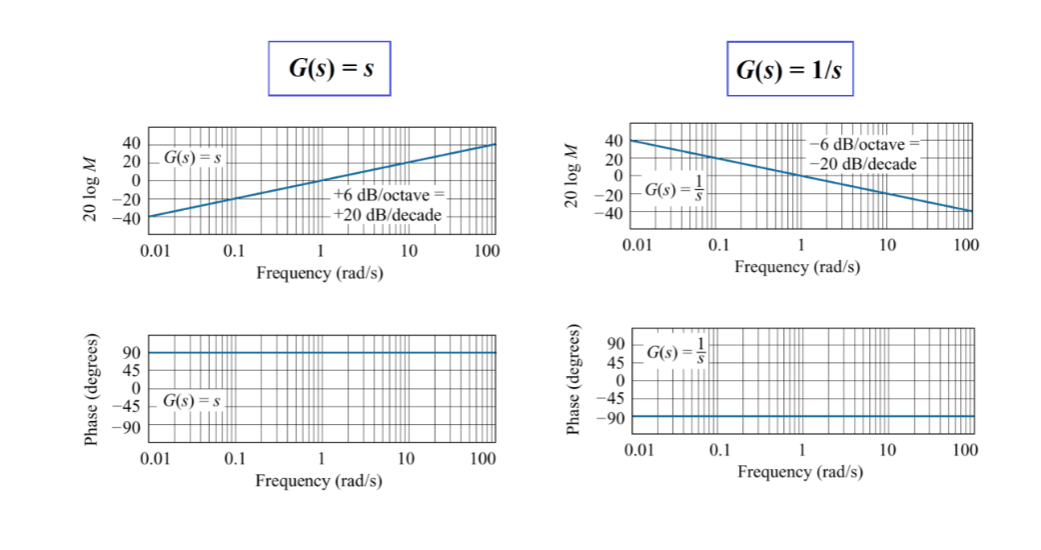 G(s) = s
G(s) = 1/s
20 log M
40
20
0
−20
−40
G(s) = s
+6 dB/octave =
+20 dB/decade
0.01 0.1 1 10 100
Frequency (rad/s)
20 log M
40
20
0
−20
−40
G(s) = 1/s
−6 dB/octave =
−20 dB/decade
0.01 0.1 1 10 100
Frequency (rad/s)
Phase (degrees)
90
45
0
−45
−90
G(s) = s
0.01 0.1 1 10 100
Frequency (rad/s)
Phase (degrees)
90
45
0
−45
−90
G(s) = 1/s
0.01 0.1 1 10 100
Frequency (rad/s)